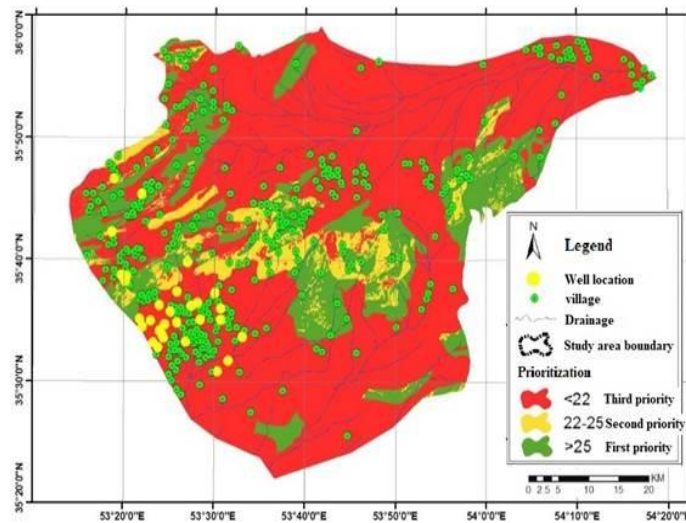 36°0'0"N
35°50'0"N
35°40'0"N
35°30'0"N
35°20'0"N
53°20'0"E 53°30'0"E 53°40'0"E 53°50'0"E 54°0'0"E 54°10'0"E 54°20'0"E
N
Legend
Well location
village
Drainage
Study area boundary
Prioritization
<22 Third priority
22-25 Second priority
>25 First priority
KM
0 2.5 5 10 15 20